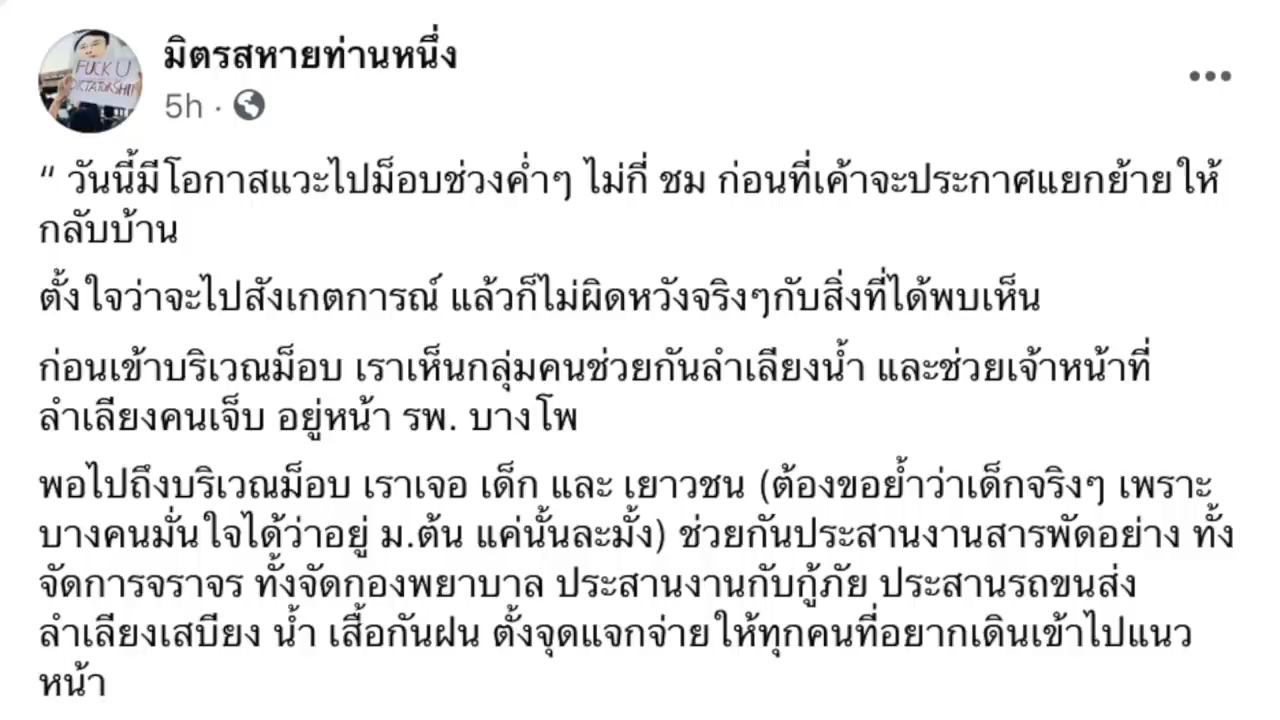 FUCK U
DICTATORSHIP
มิตรสหายท่านหนึ่ง
5h ·
“ วันนี้มีโอกาสแวะไปม็อบช่วงค่ำๆ ไม่กี่ ชม ก่อนที่เค้าจะประกาศแยกย้ายให้
กลับบ้าน
ตั้งใจว่าจะไปสังเกตการณ์ แล้วก็ไม่ผิดหวังจริงๆกับสิ่งที่ได้พบเห็น
ก่อนเข้าบริเวณม็อบ เราเห็นกลุ่มคนช่วยกันลำเลียงน้ำ และช่วยเจ้าหน้าที่
ลำเลียงคนเจ็บ อยู่หน้า รพ. บางโพ
พอไปถึงบริเวณม็อบ เราเจอ เด็ก และ เยาวชน (ต้องขอย้ำว่าเด็กจริงๆ เพราะ
บางคนมั่นใจได้ว่าอยู่ ม.ต้น แค่นั้นละมั้ง) ช่วยกันประสานงานสารพัดอย่าง ทั้ง
จัดการจราจร ทั้งจัดกองพยาบาล ประสานงานกับกู้ภัย ประสานรถขนส่ง
ลำเลียงเสบียง น้ำ เสื้อกันฝน ตั้งจุดแจกจ่ายให้ทุกคนที่อยากเดินเข้าไปแนว
หน้า